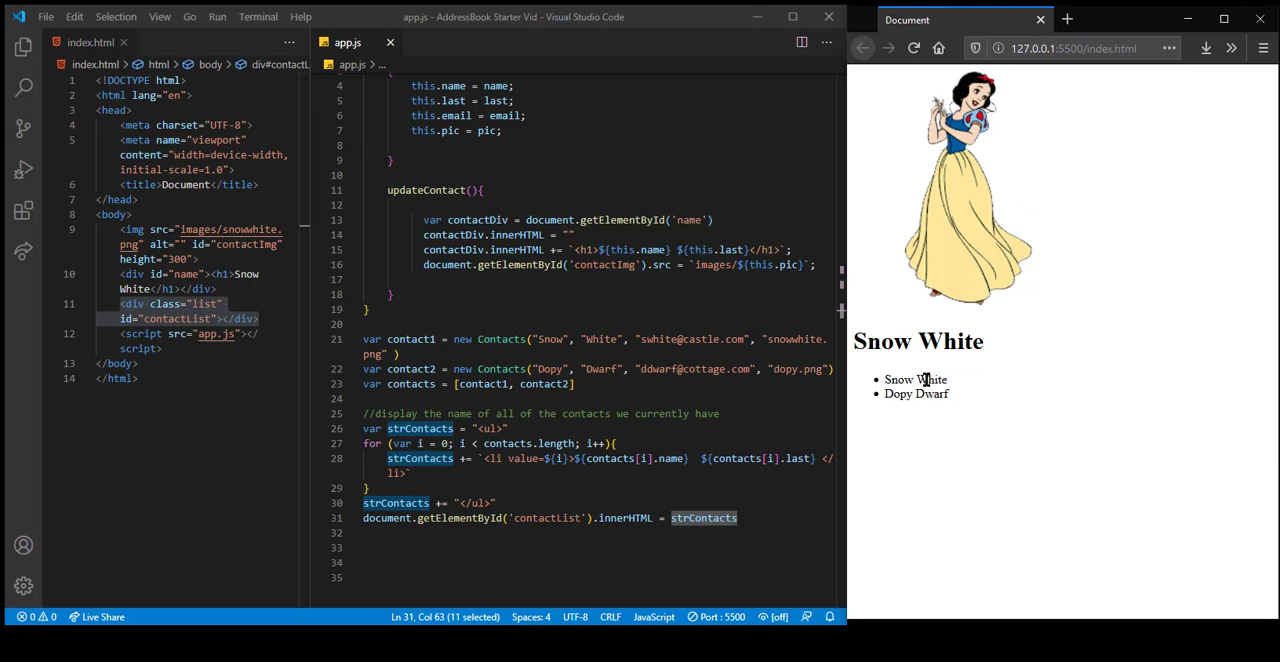 File Edit Selection View Go Run Terminal Help app.js - AddressBook Starter Vid - Visual Studio Code
index.html
index.html > html > body > div#contactL
1 <!DOCTYPE html>
2 <html lang="en">
3 <head>
4 <meta charset="UTF-8">
5 <meta name="viewport"
content="width=device-width,
initial-scale=1.0">
6 <title>Document</title>
7 </head>
8 <body>
9 <img src="images/snowwhite.
png" alt="" id="contactImg"
height="300">
10 <div id="name"><h1>Snow
White</h1></div>
11 <div class="list"
id="contactList"></div>
12 <script src="app.js"></
script>
13 </body>
14 </html>
app.js
app.js > ...
4 this.name = name;
5 this.last = last;
6 this.email = email;
7 this.pic = pic;
8
9 }
10
11 updateContact(){
12
13 var contactDiv = document.getElementById('name')
14 contactDiv.innerHTML = ""
15 contactDiv.innerHTML += `<h1>${this.name} ${this.last}</h1>`;
16 document.getElementById('contactImg').src = `images/${this.pic}`;
17
18 }
19 }
20
21 var contact1 = new Contacts("Snow", "White", "swhite@castle.com", "snowwhite.
png" )
22 var contact2 = new Contacts("Dopy", "Dwarf", "ddwarf@cottage.com", "dopy.png")
23 var contacts = [contact1, contact2]
24
25 //display the name of all of the contacts we currently have
26 var strContacts = "<ul>"
27 for (var i = 0; i < contacts.length; i++){
28 strContacts += `<li value=${i}>${contacts[i].name}  ${contacts[i].last} </
li>`
29 }
30 strContacts += "</ul>"
31 document.getElementById('contactList').innerHTML = strContacts
32
33
34
35
0 0 Live Share Ln 31, Col 63 (11 selected) Spaces: 4 UTF-8 CRLF JavaScript Port : 5500 [off]
Document
127.0.0.1:5500/index.html
Snow White
• Snow White
• Dopy Dwarf